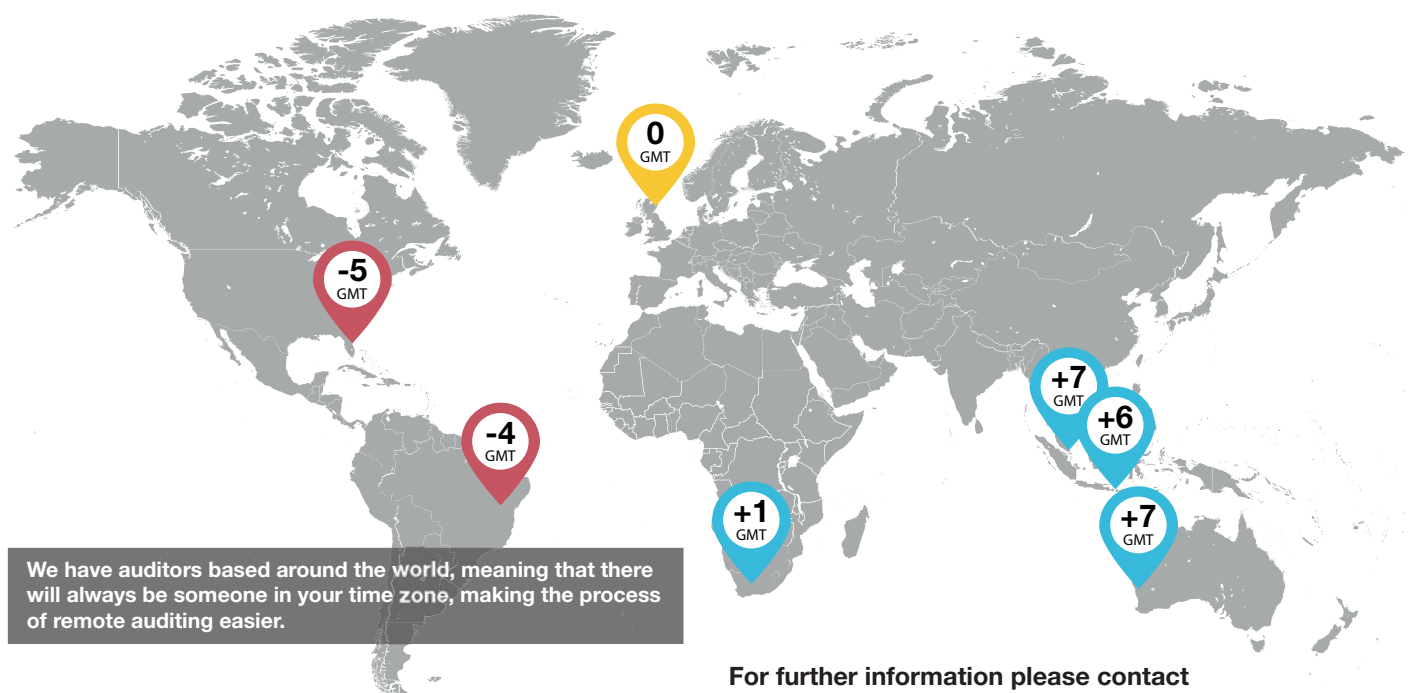 0
GMT
-5
GMT
+7
GMT
+6
GMT
-4
GMT
+1
GMT
+7
GMT
We have auditors based around the world, meaning that there
will always be someone in your time zone, making the process
of remote auditing easier.
For further information please contact